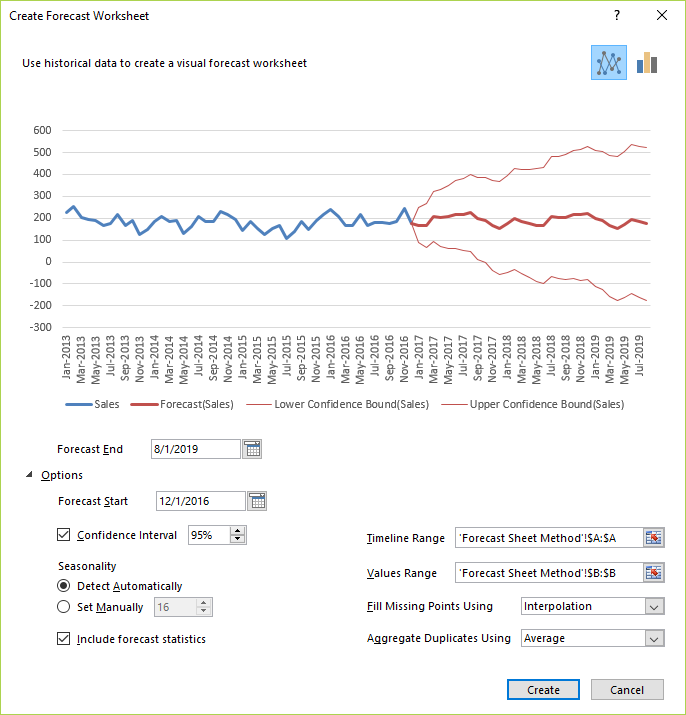 Create Forecast Worksheet
?
Use historical data to create a visual forecast worksheet
600
500
400
300
200
100
0
-100
-200
-300
Jan-2013
Mar-2013
May-2013
Jul-2013
Sep-2013
Nov-2013
Jan-2014
Mar-2014
May-2014
Jul-2014
Sep-2014
Nov-2014
Jan-2015
Mar-2015
May-2015
Jul-2015
Sep-2015
Nov-2015
Jan-2016
Mar-2016
May-2016
Jul-2016
Sep-2016
Nov-2016
Jan-2017
Mar-2017
May-2017
Jul-2017
Sep-2017
Nov-2017
Jan-2018
Mar-2018
May-2018
Jul-2018
Sep-2018
Nov-2018
Jan-2019
Mar-2019
May-2019
Jul-2019
Sales Forecast(Sales) Lower Confidence Bound(Sales) Upper Confidence Bound(Sales)
Forecast End 8/1/2019
Options
Forecast Start 12/1/2016
Confidence Interval 95%
Seasonality
Detect Automatically
Set Manually 16
Include forecast statistics
Timeline Range 'Forecast Sheet Method'!$A:$A
Values Range 'Forecast Sheet Method'!$B:$B
Fill Missing Points Using Interpolation
Aggregate Duplicates Using Average
Create Cancel